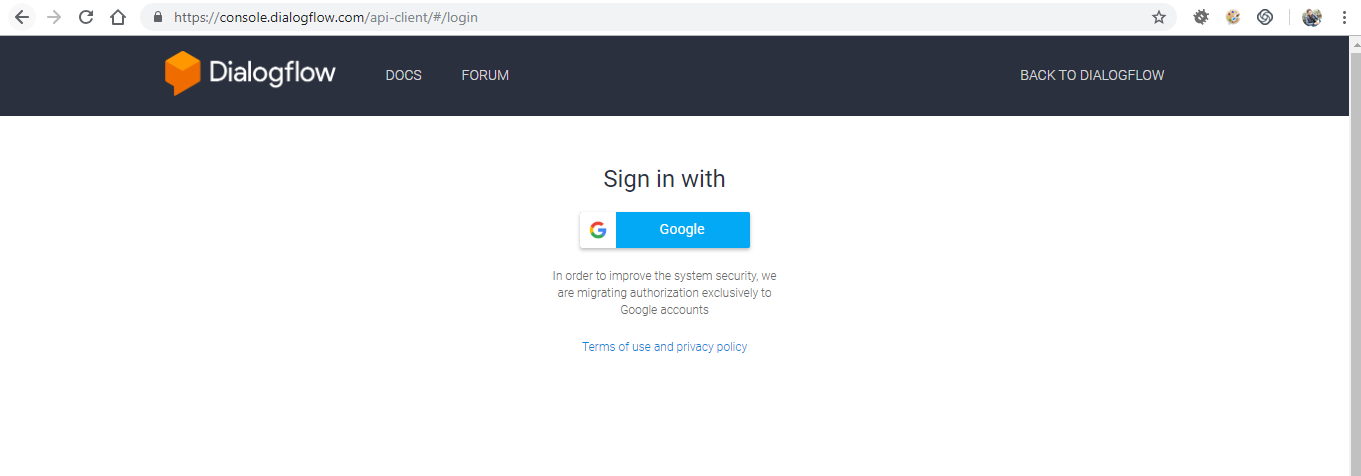 https://console.dialogflow.com/api-client/#/login
Dialogflow DOCS FORUM BACK TO DIALOGFLOW
Sign in with
Google
In order to improve the system security, we
are migrating authorization exclusively to
Google accounts
Terms of use and privacy policy